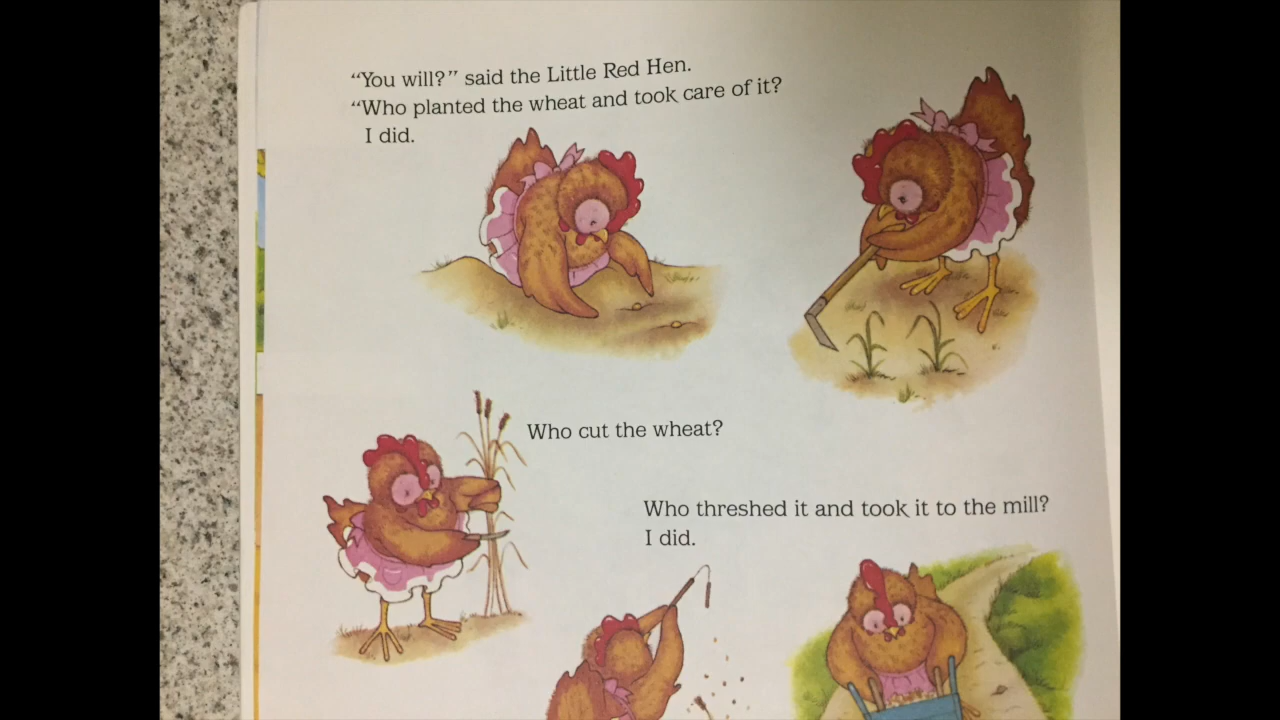 “You will?” said the Little Red Hen.
“Who planted the wheat and took care of it?
I did.
Who cut the wheat?
Who threshed it and took it to the mill?
I did.